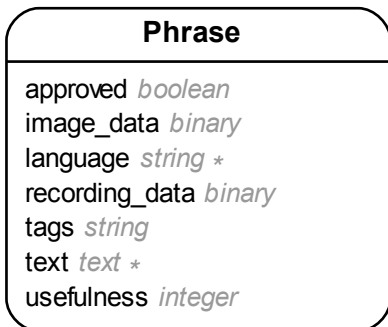 Phrase
approved boolean
image_data binary
language string *
recording_data binary
tags string
text text *
usefulness integer